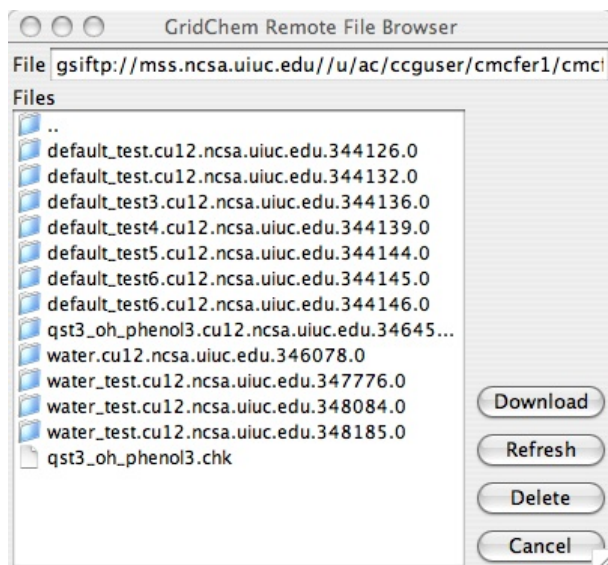 GridChem Remote File Browser
File gsiftp://mss.ncsa.uiuc.edu//u/ac/ccguser/cmcfer1/cmcf
Files
..
default_test.cu12.ncsa.uiuc.edu.344126.0
default_test.cu12.ncsa.uiuc.edu.344132.0
default_test3.cu12.ncsa.uiuc.edu.344136.0
default_test4.cu12.ncsa.uiuc.edu.344139.0
default_test5.cu12.ncsa.uiuc.edu.344144.0
default_test6.cu12.ncsa.uiuc.edu.344145.0
default_test6.cu12.ncsa.uiuc.edu.344146.0
qst3_oh_phenol3.cu12.ncsa.uiuc.edu.34645...
water.cu12.ncsa.uiuc.edu.346078.0
water_test.cu12.ncsa.uiuc.edu.347776.0
water_test.cu12.ncsa.uiuc.edu.348084.0
water_test.cu12.ncsa.uiuc.edu.348185.0
qst3_oh_phenol3.chk
Download
Refresh
Delete
Cancel